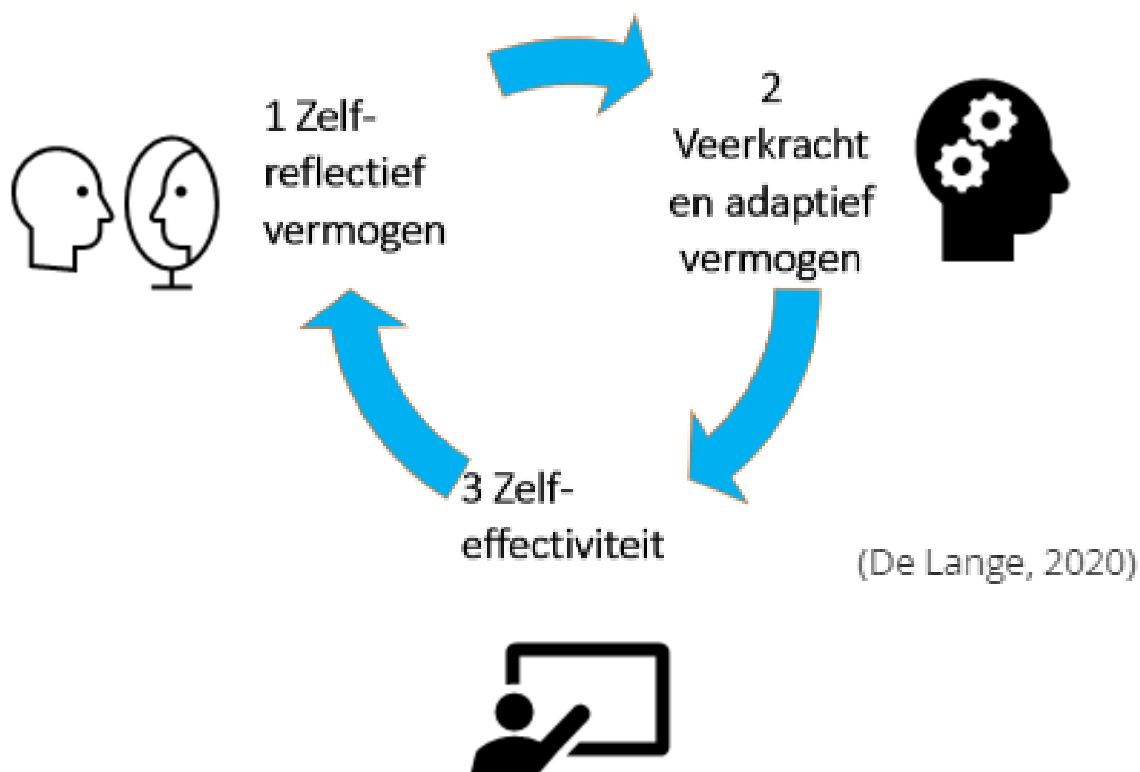 1 Zelf-
reflectief
vermogen
2
Veerkracht
en adaptief
vermogen
3 Zelf-
effectiviteit
(De Lange, 2020)